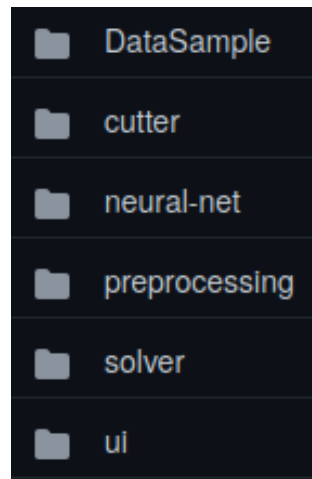 DataSample
cutter
neural-net
preprocessing
solver
ui